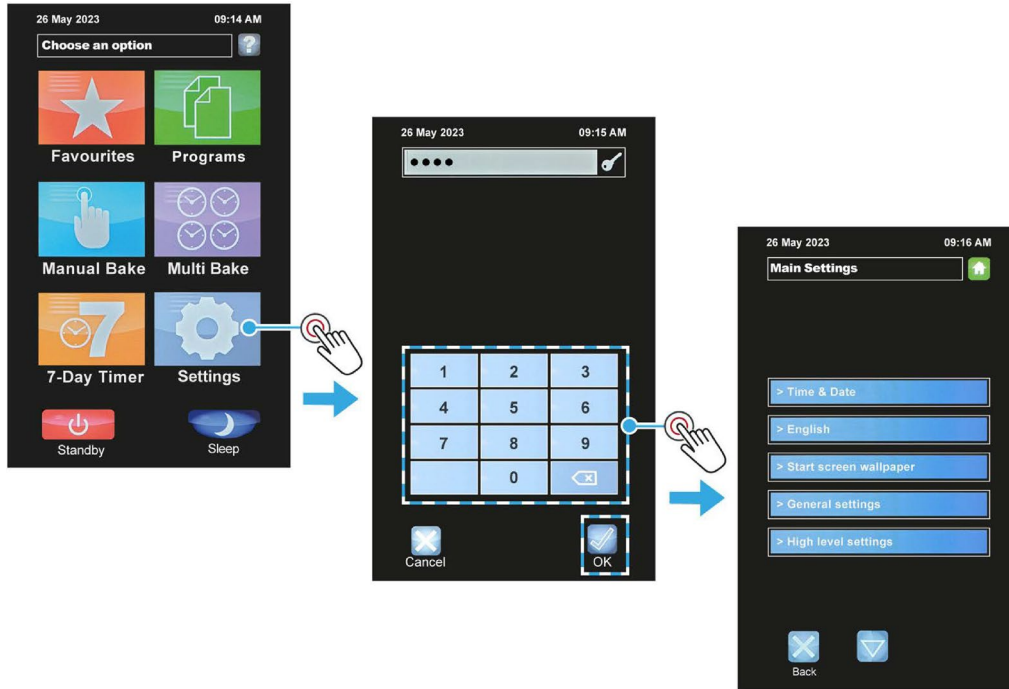 26 May 2023 09:14 AM
Choose an option ?
Favourites Programs
Manual Bake Multi Bake
7
7-Day Timer Settings
Standby Sleep
26 May 2023 09:15 AM
••••
1 2 3
4 5 6
7 8 9
0
Cancel OK
26 May 2023 09:16 AM
Main Settings
> Time & Date
> English
> Start screen wallpaper
> General settings
> High level settings
Back